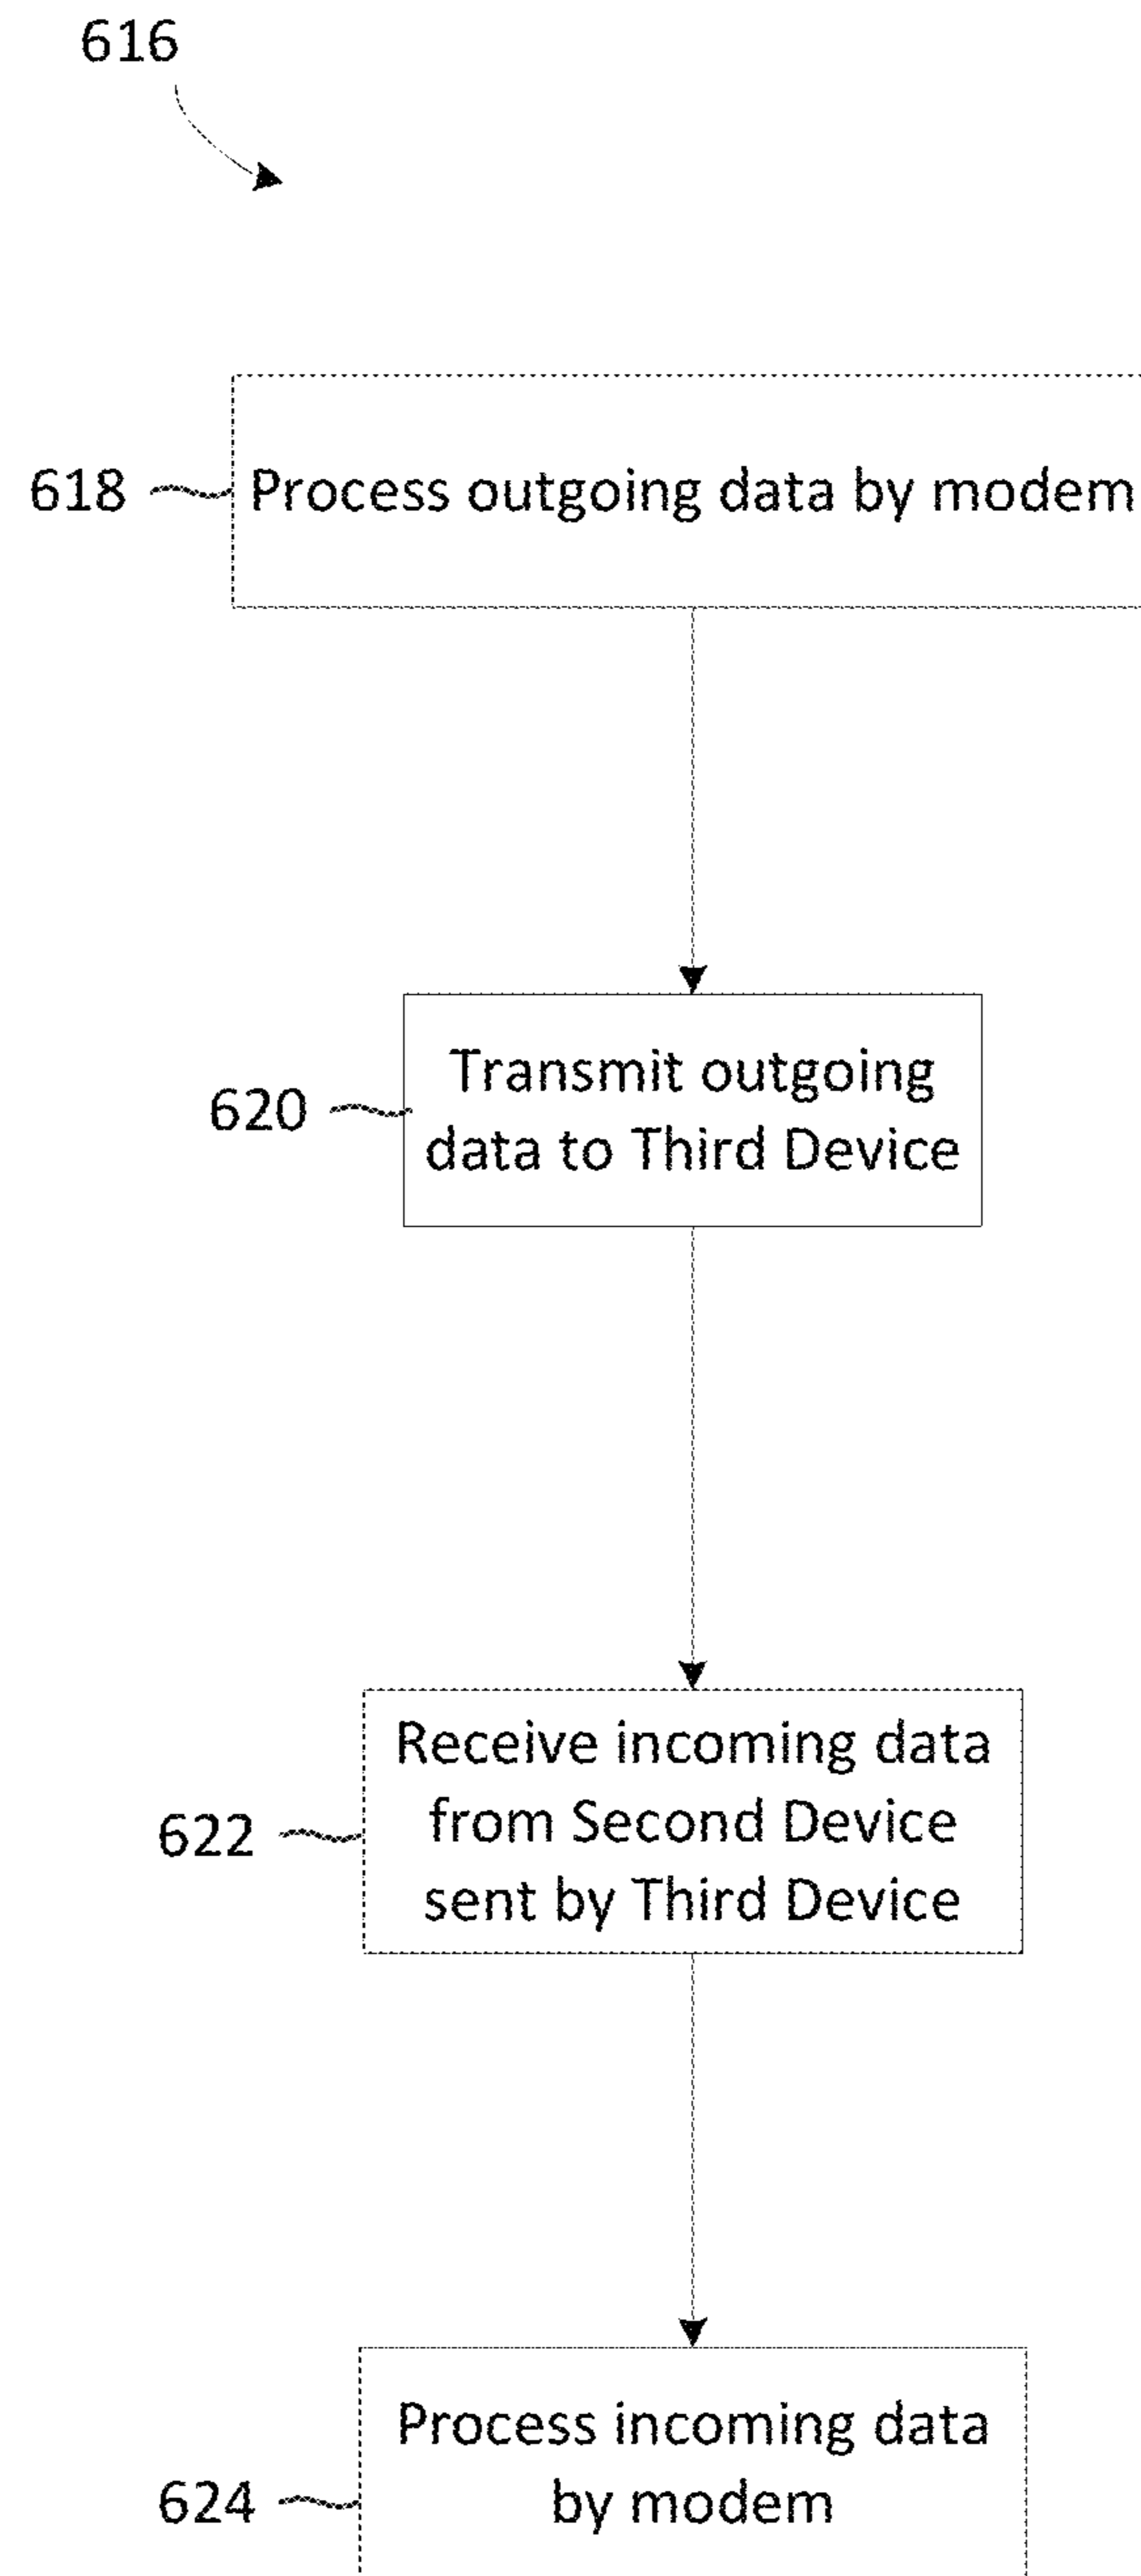 616
618
Process outgoing data by modem
620
Transmit outgoing
data to Third Device
622
Receive incoming data
from Second Device
sent by Third Device
624
Process incoming data
by modem